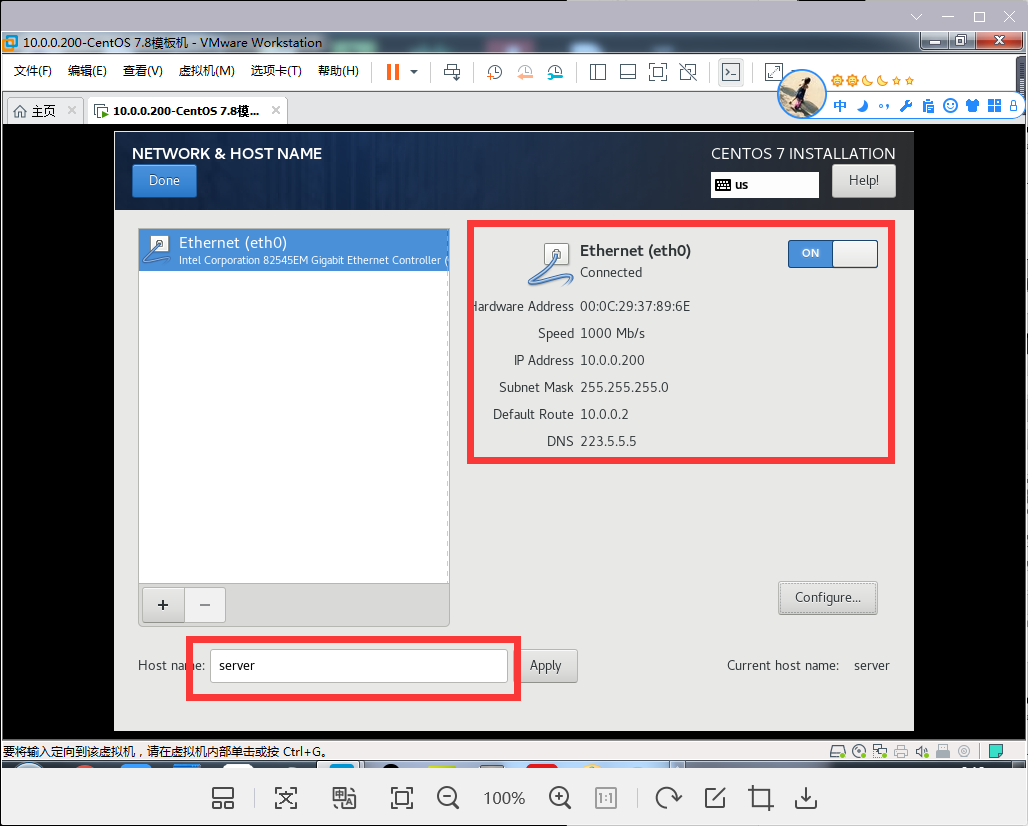 10.0.0.200-CentOS 7.8模板机 - VMware Workstation
文件(F) 编辑(E) 查看(V) 虚拟机(M) 选项卡(T) 帮助(H)
中
主页 10.0.0.200-CentOS 7.8模...
NETWORK & HOST NAME
Done
CENTOS 7 INSTALLATION
us
Help!
Ethernet (eth0)
Intel Corporation 82545EM Gigabit Ethernet Controller (
Ethernet (eth0)
Connected
ON
Hardware Address 00:0C:29:37:89:6E
Speed 1000 Mb/s
IP Address 10.0.0.200
Subnet Mask 255.255.255.0
Default Route 10.0.0.2
DNS 223.5.5.5
+ −
Configure...
Host name: server Apply
Current host name: server
要将输入定向到该虚拟机，请在虚拟机内部单击或按 Ctrl+G。
100% 1:1